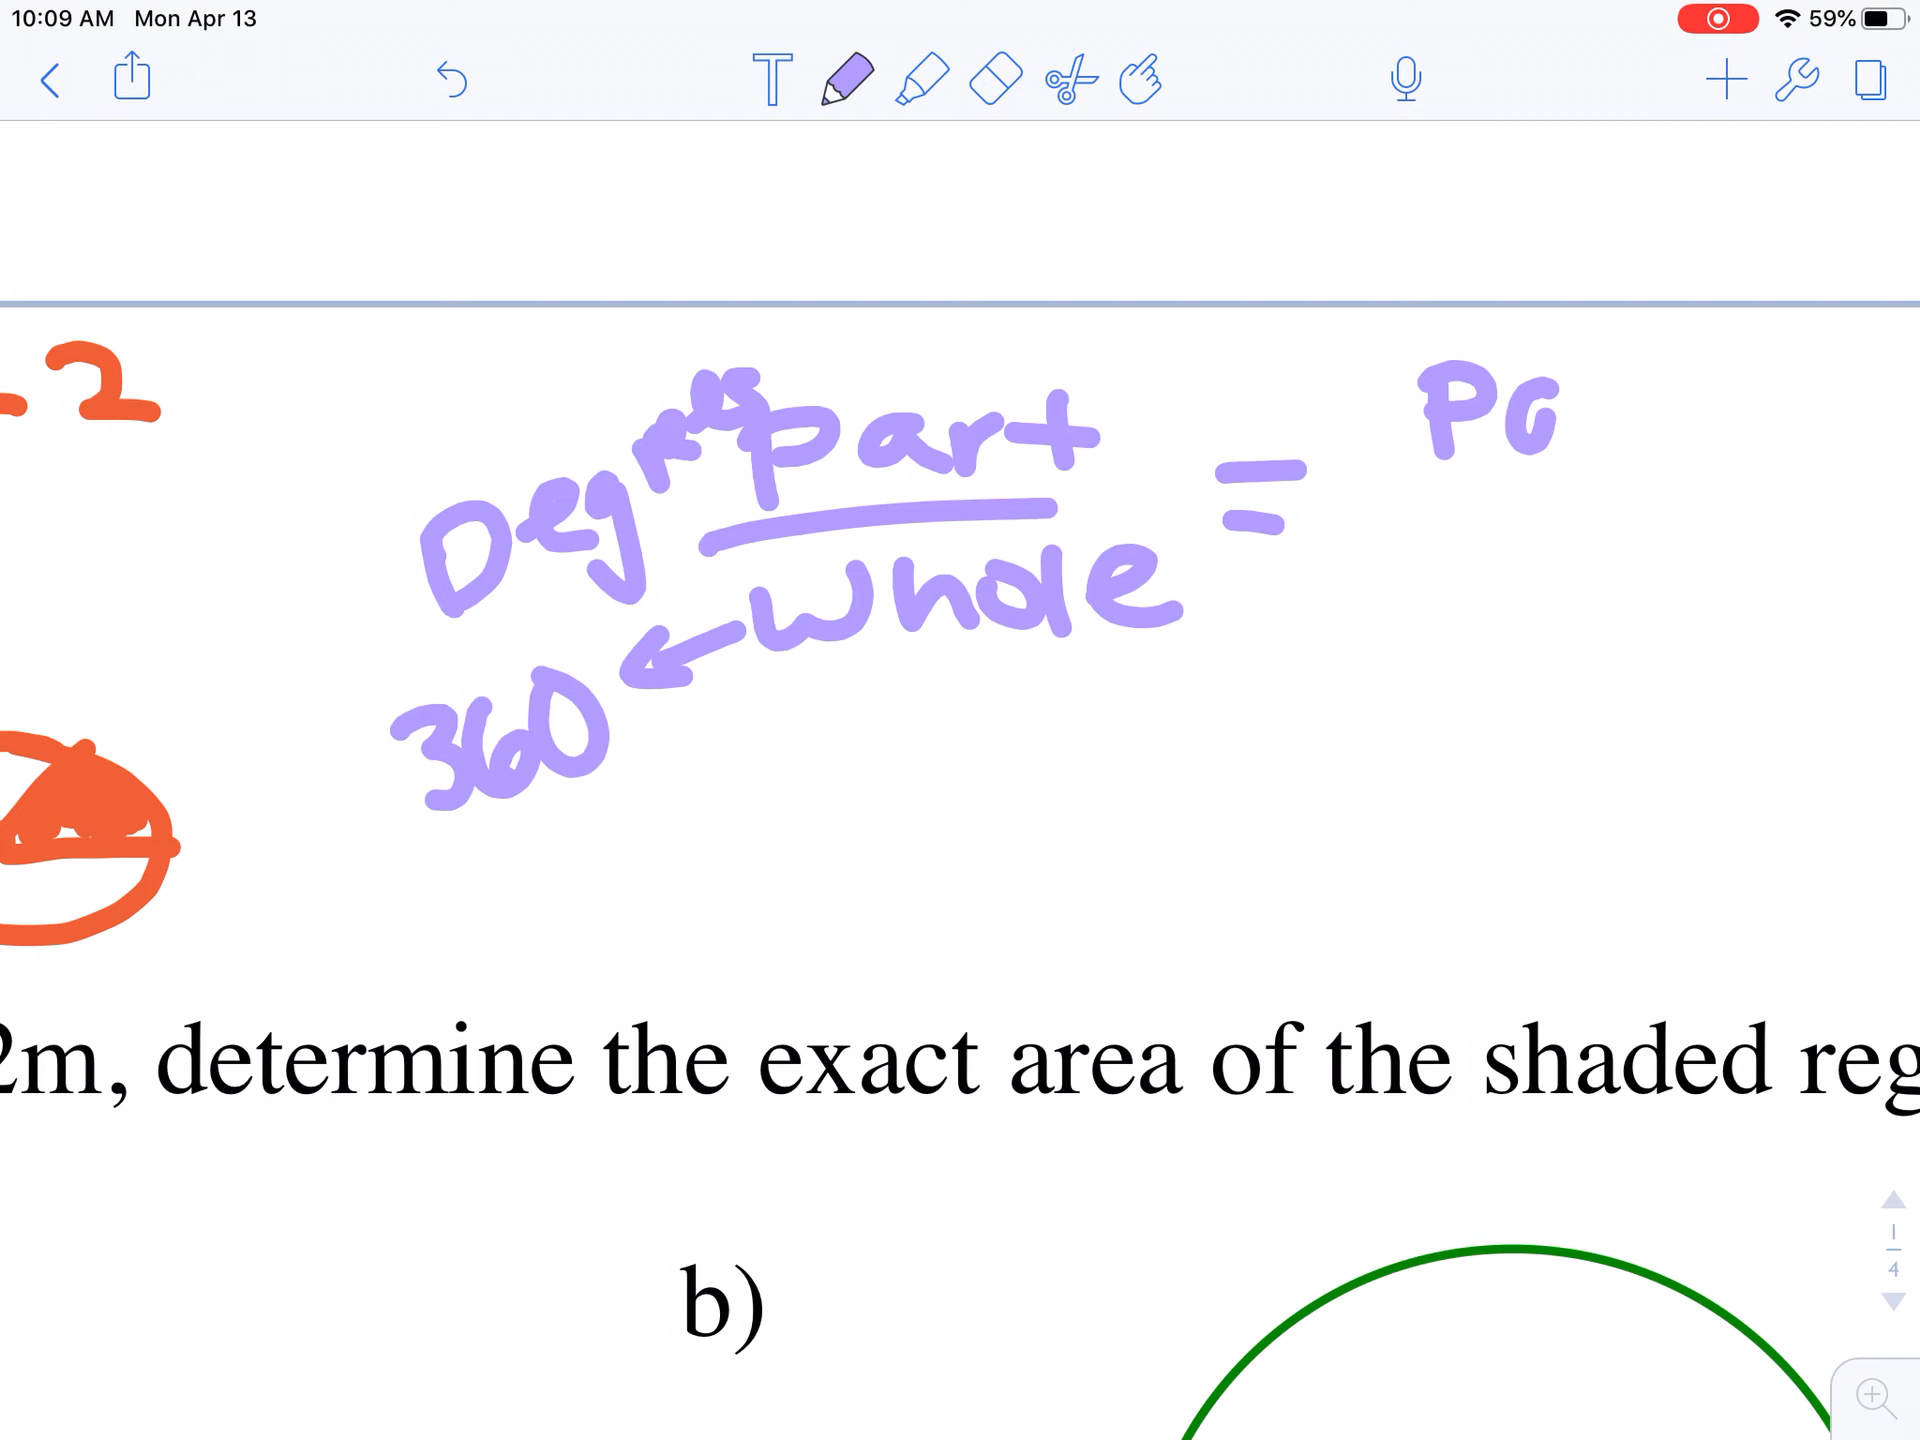 10:09 AM Mon Apr 13
59%
T
2
Degrees part = Pa
whole
360
2m, determine the exact area of the shaded reg
1
4
b)